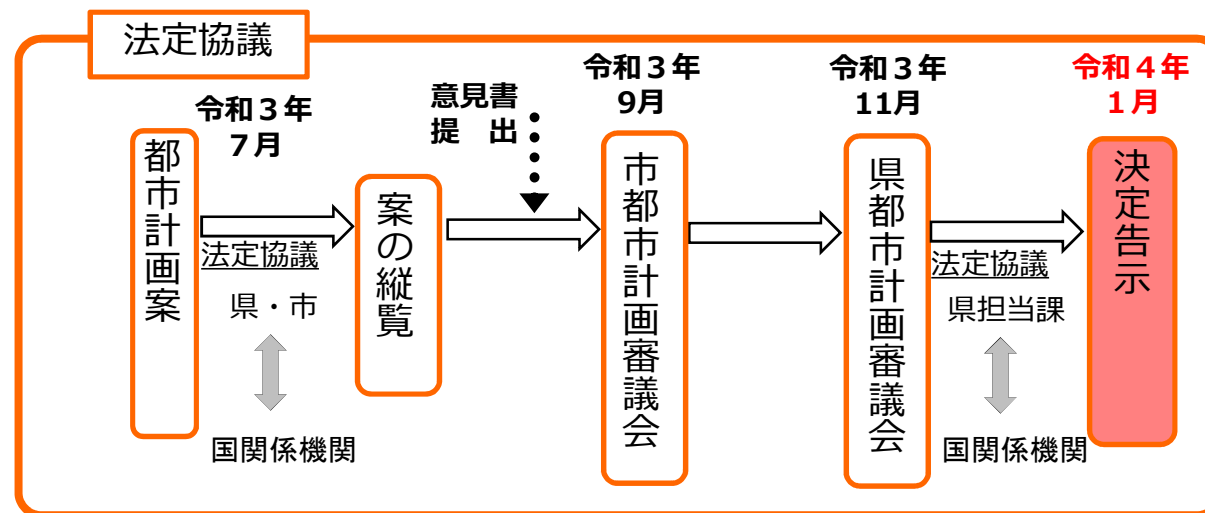 法定協議
都市計画案
令和３年
７月
法定協議
県・市
国関係機関
案の縦覧
意見書
提　出
令和３年
9月
市都市計画審議会
令和３年
11月
県都市計画審議会
法定協議
県担当課
国関係機関
令和４年
１月
決定告示